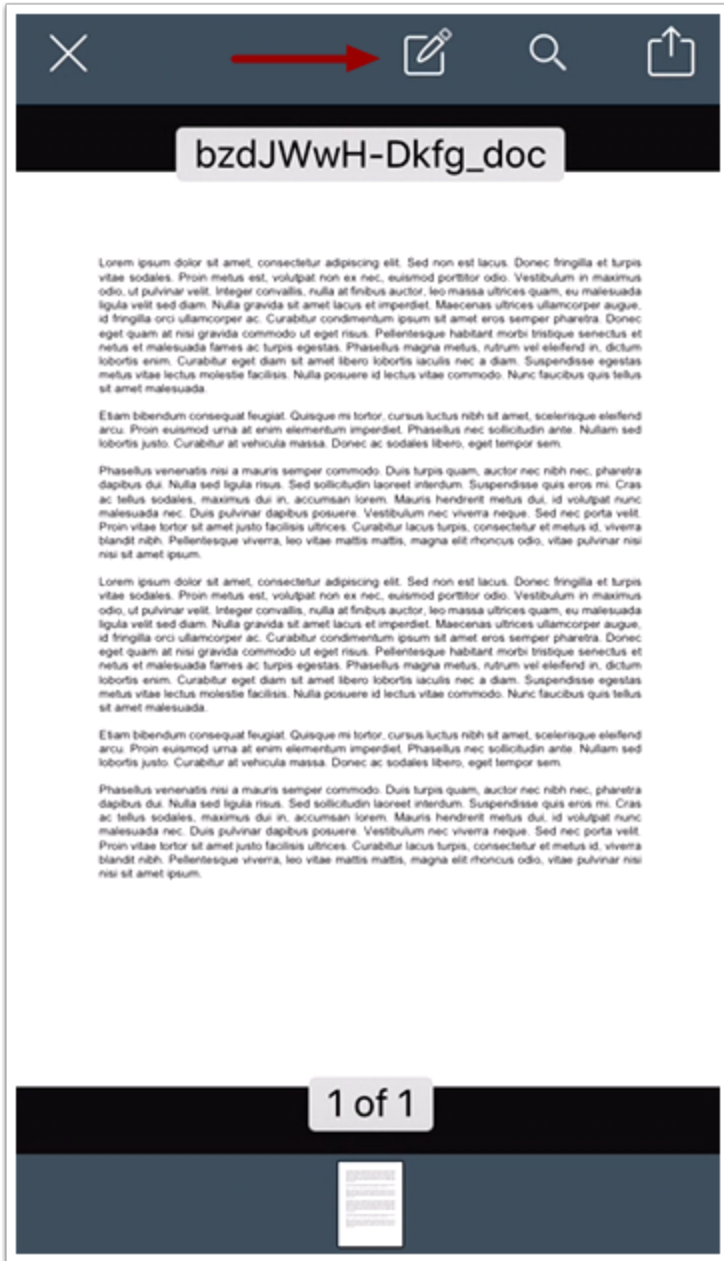 bzdJWwH-Dkfg_doc
Lorem ipsum dolor sit amet, consectetur adipiscing elit. Sed non est lacus. Donec fringilla et turpis
vitae sodales. Proin metus est, volutpat non ex nec, euismod porttitor odio. Vestibulum in maximus
odio, ut pulvinar velit. Integer convallis, nulla at finibus auctor, leo massa ultrices quam, eu malesuada
ligula velit sed diam. Nulla gravida sit amet lacus et imperdiet. Maecenas ultrices ullamcorper augue,
id fringilla orci ullamcorper ac. Curabitur condimentum ipsum sit amet eros semper pharetra. Donec
eget quam at nisi gravida commodo ut eget risus. Pellentesque habitant morbi tristique senectus et
netus et malesuada fames ac turpis egestas. Phasellus magna metus, rutrum vel eleifend in, dictum
lobortis enim. Curabitur eget diam sit amet libero lobortis iaculis nec a diam. Suspendisse egestas
metus vitae lectus molestie facilisis. Nulla posuere id lectus vitae commodo. Nunc faucibus quis tellus
sit amet malesuada.
Etiam bibendum consequat feugiat. Quisque mi tortor, cursus luctus nibh sit amet, scelerisque eleifend
arcu. Proin euismod urna at enim elementum imperdiet. Phasellus nec sollicitudin ante. Nullam sed
lobortis justo. Curabitur at vehicula massa. Donec ac sodales libero, eget tempor sem.
Phasellus venenatis nisi a mauris semper commodo. Duis turpis quam, auctor nec nibh nec, pharetra
dapibus dui. Nulla sed ligula risus. Sed sollicitudin laoreet interdum. Suspendisse quis eros mi. Cras
ac tellus sodales, maximus dui in, accumsan lorem. Mauris hendrerit metus dui, id volutpat nunc
malesuada nec. Duis pulvinar dapibus posuere. Vestibulum nec viverra neque. Sed nec porta velit.
Proin vitae tortor sit amet justo facilisis ultrices. Curabitur lacus turpis, consectetur et metus id, viverra
blandit nibh. Pellentesque viverra, leo vitae mattis mattis, magna elit rhoncus odio, vitae pulvinar nisi
nisi sit amet ipsum.
Lorem ipsum dolor sit amet, consectetur adipiscing elit. Sed non est lacus. Donec fringilla et turpis
vitae sodales. Proin metus est, volutpat non ex nec, euismod porttitor odio. Vestibulum in maximus
odio, ut pulvinar velit. Integer convallis, nulla at finibus auctor, leo massa ultrices quam, eu malesuada
ligula velit sed diam. Nulla gravida sit amet lacus et imperdiet. Maecenas ultrices ullamcorper augue,
id fringilla orci ullamcorper ac. Curabitur condimentum ipsum sit amet eros semper pharetra. Donec
eget quam at nisi gravida commodo ut eget risus. Pellentesque habitant morbi tristique senectus et
netus et malesuada fames ac turpis egestas. Phasellus magna metus, rutrum vel eleifend in, dictum
lobortis enim. Curabitur eget diam sit amet libero lobortis iaculis nec a diam. Suspendisse egestas
metus vitae lectus molestie facilisis. Nulla posuere id lectus vitae commodo. Nunc faucibus quis tellus
sit amet malesuada.
Etiam bibendum consequat feugiat. Quisque mi tortor, cursus luctus nibh sit amet, scelerisque eleifend
arcu. Proin euismod urna at enim elementum imperdiet. Phasellus nec sollicitudin ante. Nullam sed
lobortis justo. Curabitur at vehicula massa. Donec ac sodales libero, eget tempor sem.
Phasellus venenatis nisi a mauris semper commodo. Duis turpis quam, auctor nec nibh nec, pharetra
dapibus dui. Nulla sed ligula risus. Sed sollicitudin laoreet interdum. Suspendisse quis eros mi. Cras
ac tellus sodales, maximus dui in, accumsan lorem. Mauris hendrerit metus dui, id volutpat nunc
malesuada nec. Duis pulvinar dapibus posuere. Vestibulum nec viverra neque. Sed nec porta velit.
Proin vitae tortor sit amet justo facilisis ultrices. Curabitur lacus turpis, consectetur et metus id, viverra
blandit nibh. Pellentesque viverra, leo vitae mattis mattis, magna elit rhoncus odio, vitae pulvinar nisi
nisi sit amet ipsum.
1 of 1